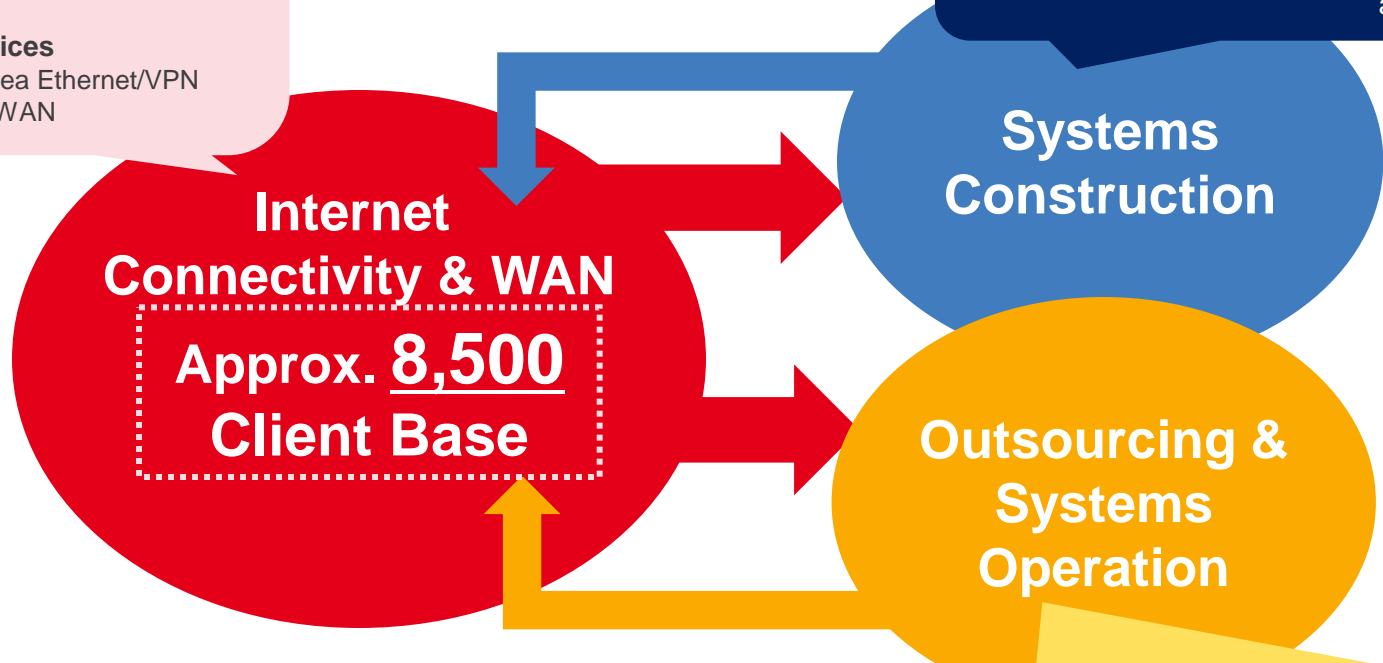 ices
ea Ethernet/VPN
WAN
Systems
Construction
Internet
Connectivity & WAN
Approx. 8,500
Client Base
Outsourcing &
Systems
Operation